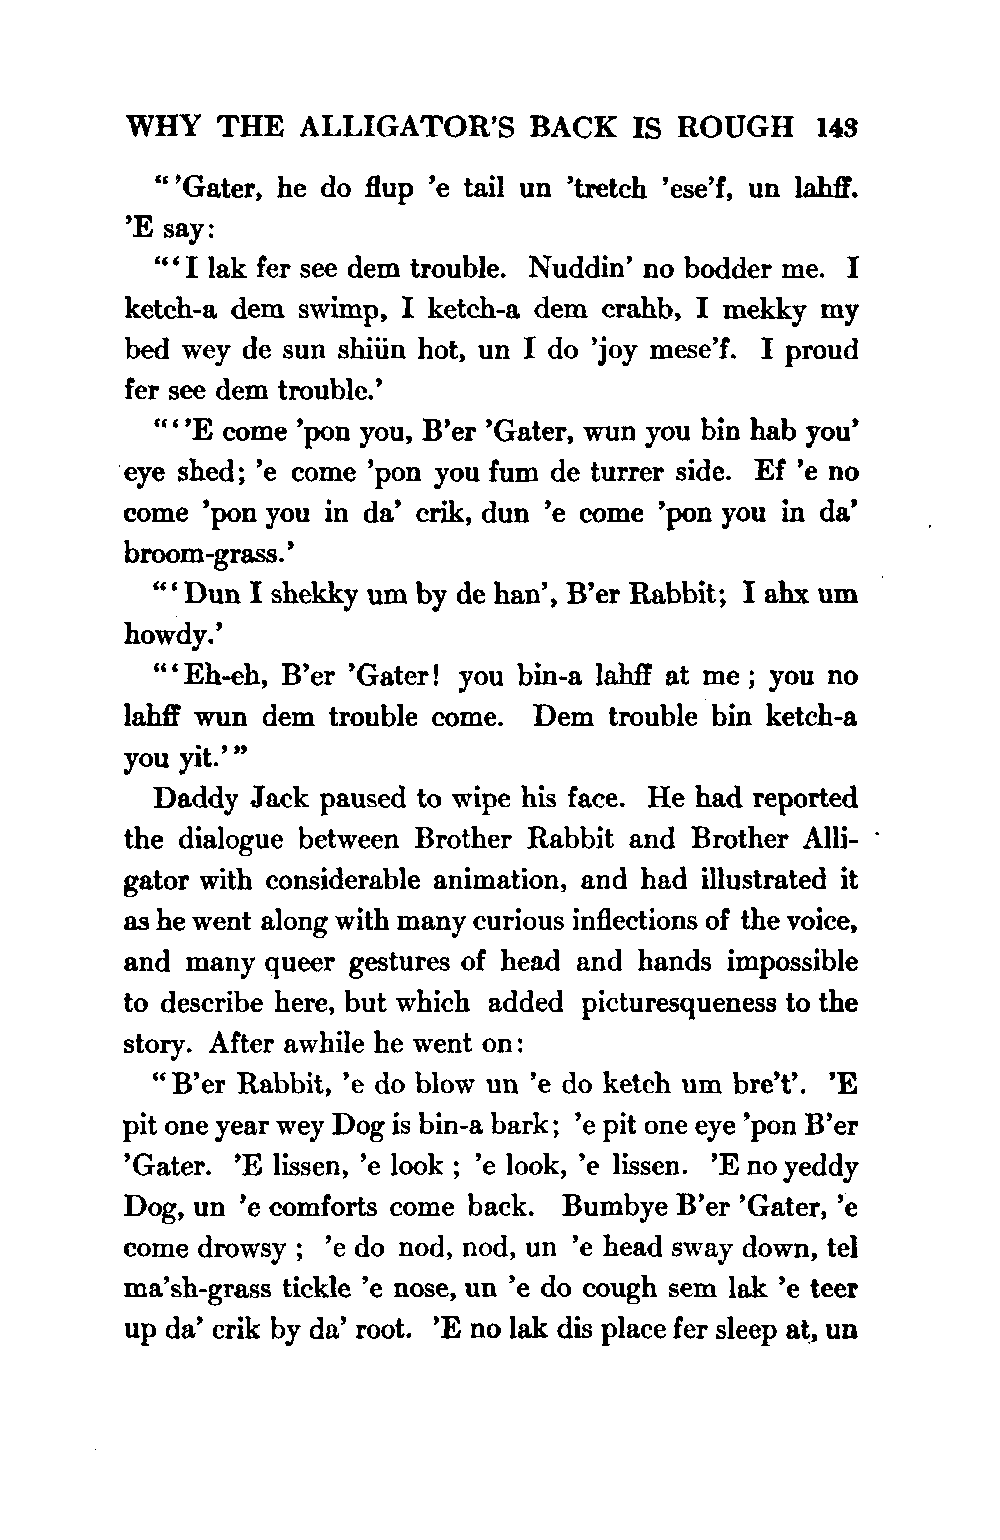 WHY THE ALLIGATOR'S BACK IS ROUGH 143
"'Gater, he do flup 'e tail un 'tretch 'ese'f, un lahff.
'E say:
"'I lak fer see dem trouble. Nuddin' no bodder me. I
ketch-a dem swimp, I ketch-a dem crahb, I mekky my
bed wey de sun shiün hot, un I do 'joy mese'f. I proud
fer see dem trouble.'
"''E come 'pon you, B'er 'Gater, wun you bin hab you'
eye shed; 'e come 'pon you fum de turrer side. Ef 'e no
come 'pon you in da' crik, dun 'e come 'pon you in da'
broom-grass.'
"'Dun I shekky um by de han', B'er Rabbit; I ahx um
howdy.'
"'Eh-eh, B'er 'Gater! you bin-a lahff at me; you no
lahff wun dem trouble come. Dem trouble bin ketch-a
you yit.'"
Daddy Jack paused to wipe his face. He had reported
the dialogue between Brother Rabbit and Brother Alli-
gator with considerable animation, and had illustrated it
as he went along with many curious inflections of the voice,
and many queer gestures of head and hands impossible
to describe here, but which added picturesqueness to the
story. After awhile he went on:
"B'er Rabbit, 'e do blow un 'e do ketch um bre't'. 'E
pit one year wey Dog is bin-a bark; 'e pit one eye 'pon B'er
'Gater. 'E lissen, 'e look; 'e look, 'e lissen. 'E no yeddy
Dog, un 'e comforts come back. Bumbye B'er 'Gater, 'e
come drowsy; 'e do nod, nod, un 'e head sway down, tel
ma'sh-grass tickle 'e nose, un 'e do cough sem lak 'e teer
up da' crik by da' root. 'E no lak dis place fer sleep at, un